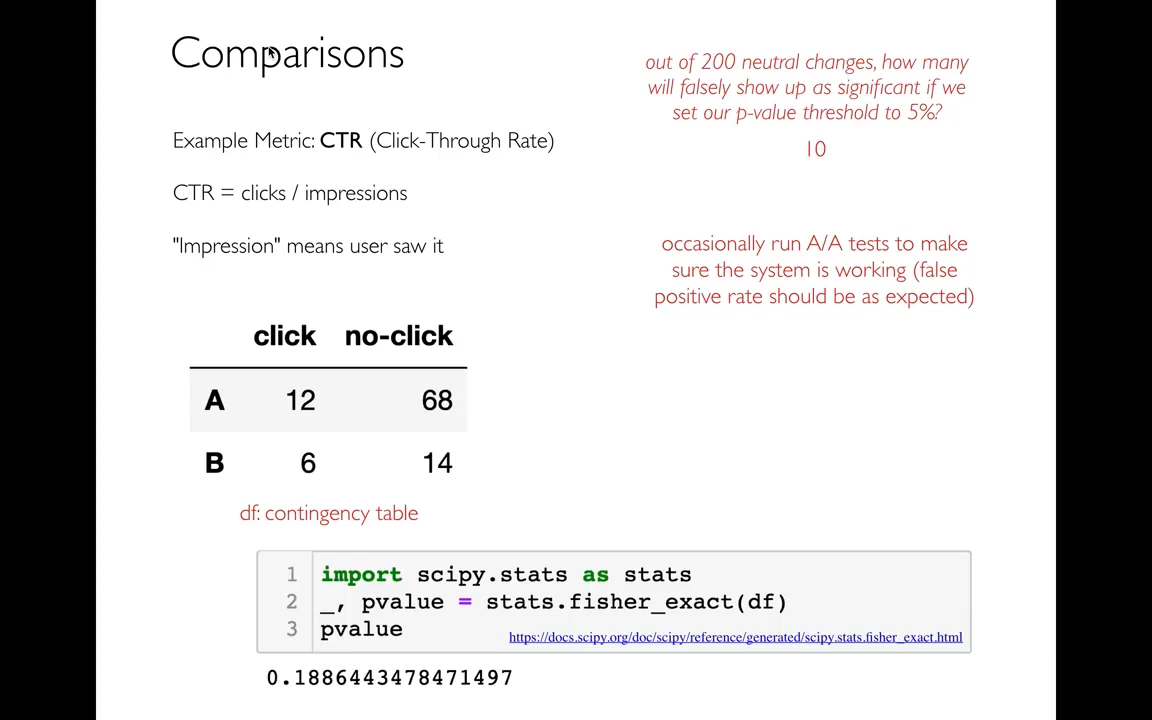 Comparisons
Example Metric: CTR (Click-Through Rate)
CTR = clicks / impressions
"Impression" means user saw it
click no-click
A 12 68
B 6 14
df: contingency table
out of 200 neutral changes, how many
will falsely show up as significant if we
set our p-value threshold to 5%?
10
occasionally run A/A tests to make
sure the system is working (false
positive rate should be as expected)
1 import scipy.stats as stats
2 _, pvalue = stats.fisher_exact(df)
3 pvalue
https://docs.scipy.org/doc/scipy/reference/generated/scipy.stats.fisher_exact.html
0.1886443478471497